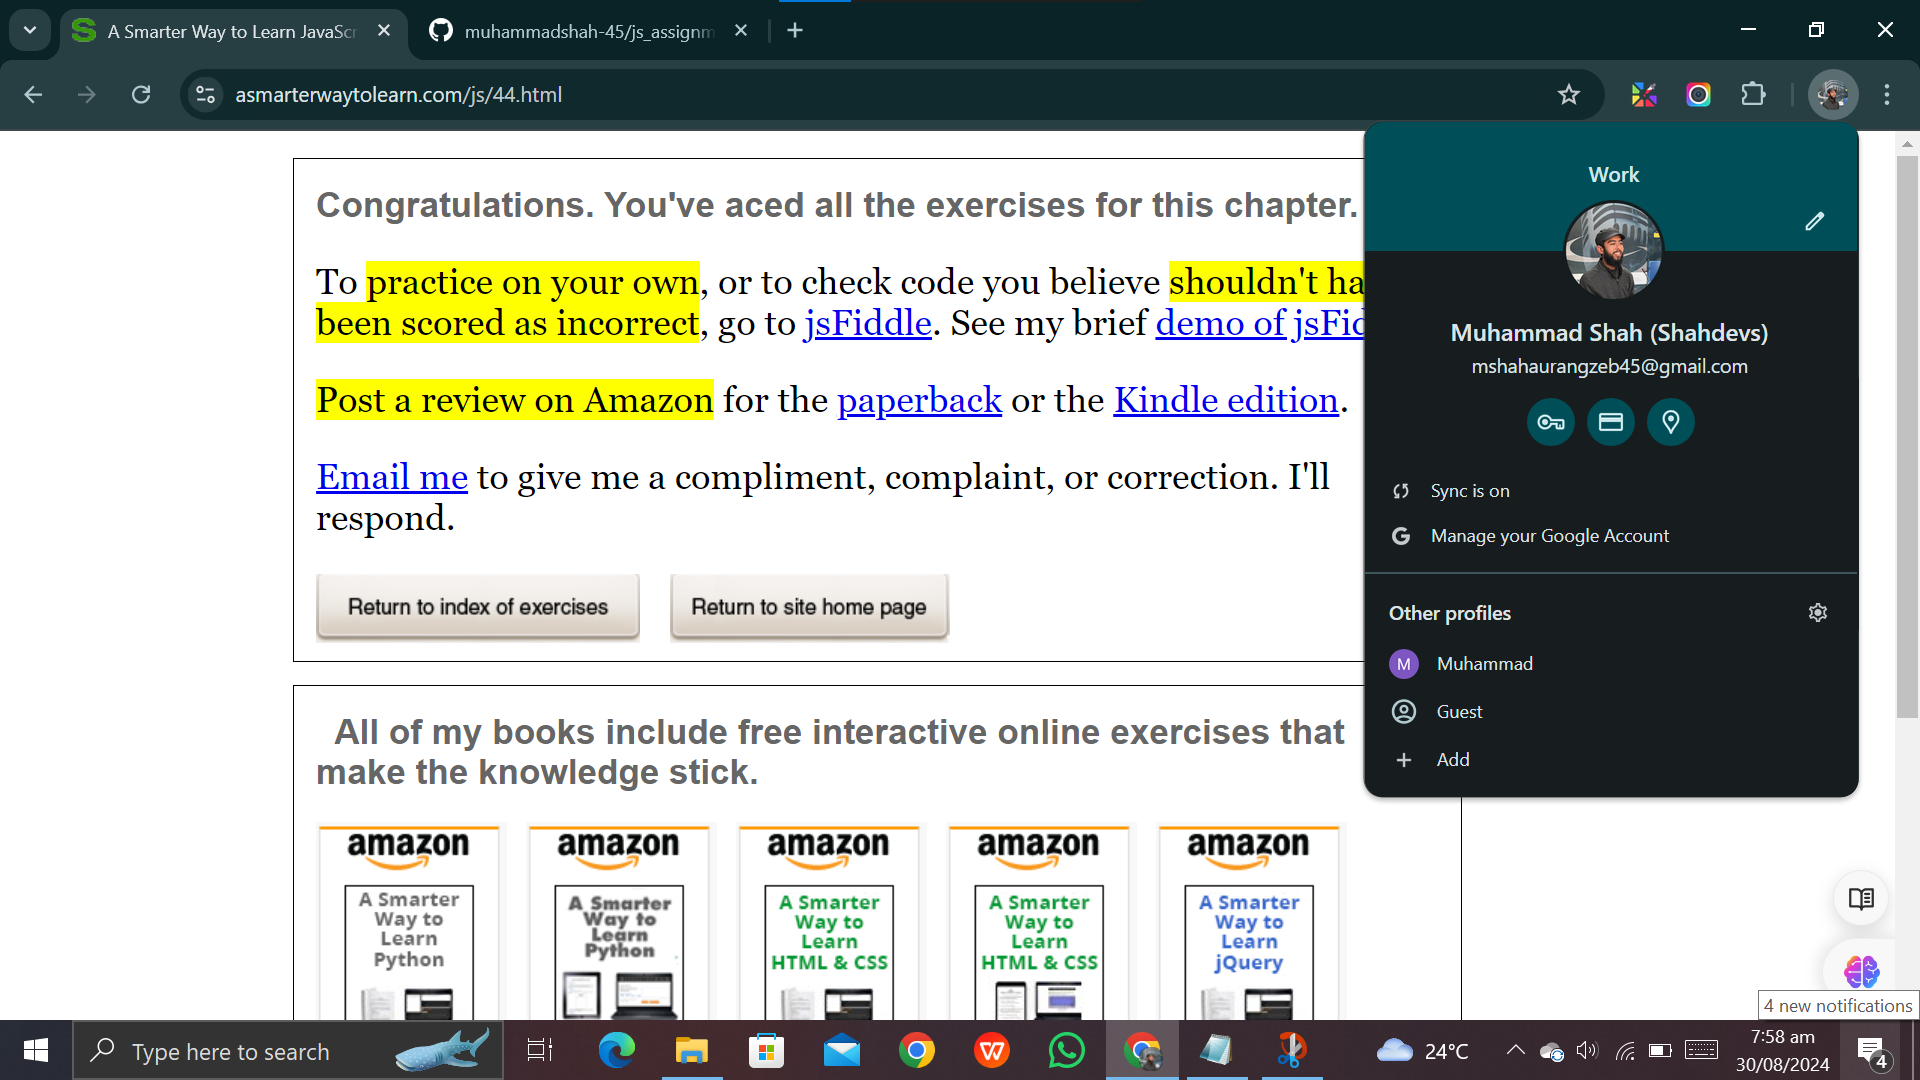 A Smarter Way to Learn JavaScr
muhammadshah-45/js_assignm
asmarterwaytolearn.com/js/44.html
Congratulations. You've aced all the exercises for this chapter.
To practice on your own, or to check code you believe shouldn't ha
been scored as incorrect, go to jsFiddle. See my brief demo of jsFid
Post a review on Amazon for the paperback or the Kindle edition.
Email me to give me a compliment, complaint, or correction. I'll
respond.
Return to index of exercises
Return to site home page
Work
Muhammad Shah (Shahdevs)
mshahaurangzeb45@gmail.com
Sync is on
Manage your Google Account
Other profiles
M
Muhammad
Guest
Add
All of my books include free interactive online exercises that
make the knowledge stick.
amazon
A Smarter
Way to
Learn
Python
amazon
A Smarter
Way to
Learn
Python
amazon
A Smarter
Way to
Learn
HTML & CSS
amazon
A Smarter
Way to
Learn
HTML & CSS
amazon
A Smarter
Way to
Learn
jQuery
4 new notifications
Type here to search
24°C
7:58 am
30/08/2024
4